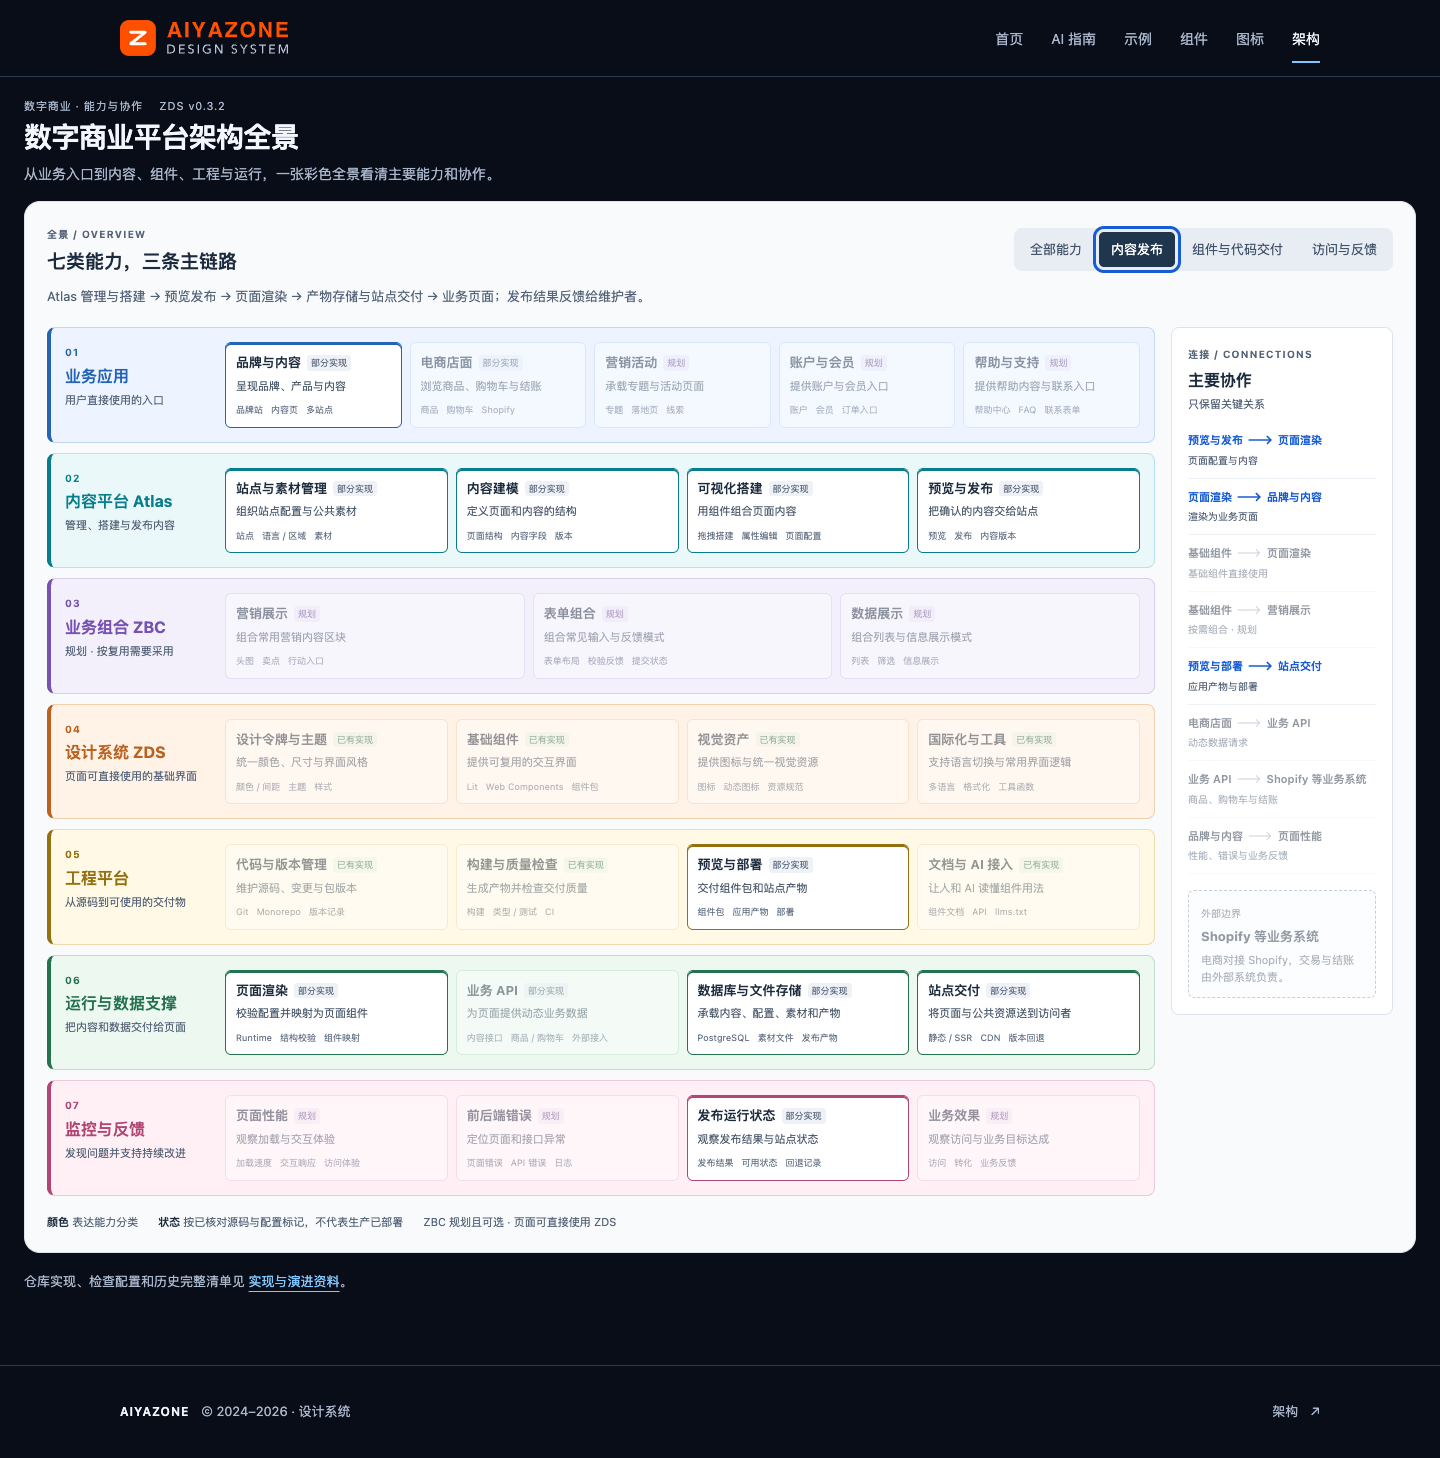 AIYAZONE
DESIGN SYSTEM
首页 AI 指南 示例 组件 图标 架构
数字商业 · 能力与协作 ZDS v0.3.2
数字商业平台架构全景
从业务入口到内容、组件、工程与运行，一张彩色全景看清主要能力和协作。
全景 / OVERVIEW
七类能力，三条主链路
全部能力 内容发布 组件与代码交付 访问与反馈
Atlas 管理与搭建 → 预览发布 → 页面渲染 → 产物存储与站点交付 → 业务页面；发布结果反馈给维护者。
01
业务应用
用户直接使用的入口
品牌与内容 部分实现
呈现品牌、产品与内容
品牌站 内容页 多站点
电商店面 部分实现
浏览商品、购物车与结账
商品 购物车 Shopify
营销活动 规划
承载专题与活动页面
专题 落地页 线索
账户与会员 规划
提供账户与会员入口
账户 会员 订单入口
帮助与支持 规划
提供帮助内容与联系入口
帮助中心 FAQ 联系表单
02
内容平台 Atlas
管理、搭建与发布内容
站点与素材管理 部分实现
组织站点配置与公共素材
站点 语言 / 区域 素材
内容建模 部分实现
定义页面和内容的结构
页面结构 内容字段 版本
可视化搭建 部分实现
用组件组合页面内容
拖拽搭建 属性编辑 页面配置
预览与发布 部分实现
把确认的内容交给站点
预览 发布 内容版本
03
业务组合 ZBC
规划 · 按复用需要采用
营销展示 规划
组合常用营销内容区块
头图 卖点 行动入口
表单组合 规划
组合常见输入与反馈模式
表单布局 校验反馈 提交状态
数据展示 规划
组合列表与信息展示模式
列表 筛选 信息展示
04
设计系统 ZDS
页面可直接使用的基础界面
设计令牌与主题 已有实现
统一颜色、尺寸与界面风格
颜色 / 间距 主题 样式
基础组件 已有实现
提供可复用的交互界面
Lit Web Components 组件包
视觉资产 已有实现
提供图标与统一视觉资源
图标 动态图标 资源规范
国际化与工具 已有实现
支持语言切换与常用界面逻辑
多语言 格式化 工具函数
05
工程平台
从源码到可使用的交付物
代码与版本管理 已有实现
维护源码、变更与包版本
Git Monorepo 版本记录
构建与质量检查 已有实现
生成产物并检查交付质量
构建 类型 / 测试 CI
预览与部署 部分实现
交付组件包和站点产物
组件包 应用产物 部署
文档与 AI 接入 已有实现
让人和 AI 读懂组件用法
组件文档 API llms.txt
06
运行与数据支撑
把内容和数据交付给页面
页面渲染 部分实现
校验配置并映射为页面组件
Runtime 结构校验 组件映射
业务 API 部分实现
为页面提供动态业务数据
内容接口 商品 / 购物车 外部接入
数据库与文件存储 部分实现
承载内容、配置、素材和产物
PostgreSQL 素材文件 发布产物
站点交付 部分实现
将页面与公共资源送到访问者
静态 / SSR CDN 版本回退
07
监控与反馈
发现问题并支持持续改进
页面性能 规划
观察加载与交互体验
加载速度 交互响应 访问体验
前后端错误 规划
定位页面和接口异常
页面错误 API 错误 日志
发布运行状态 部分实现
观察发布结果与站点状态
发布结果 可用状态 回退记录
业务效果 规划
观察访问与业务目标达成
访问 转化 业务反馈
连接 / CONNECTIONS
主要协作
只保留关键关系
预览与发布 → 页面渲染
页面配置与内容
页面渲染 → 品牌与内容
渲染为业务页面
基础组件 → 页面渲染
基础组件直接使用
基础组件 → 营销展示
按需组合 · 规划
预览与部署 → 站点交付
应用产物与部署
电商店面 → 业务 API
动态数据请求
业务 API → Shopify 等业务系统
商品、购物车与结账
品牌与内容 → 页面性能
性能、错误与业务反馈
外部边界
Shopify 等业务系统
电商对接 Shopify，交易与结账
由外部系统负责。
颜色 表达能力分类 状态 按已核对源码与配置标记，不代表生产已部署 ZBC 规划且可选 · 页面可直接使用 ZDS
仓库实现、检查配置和历史完整清单见 实现与演进资料。
AIYAZONE © 2024–2026 · 设计系统
架构 ↗